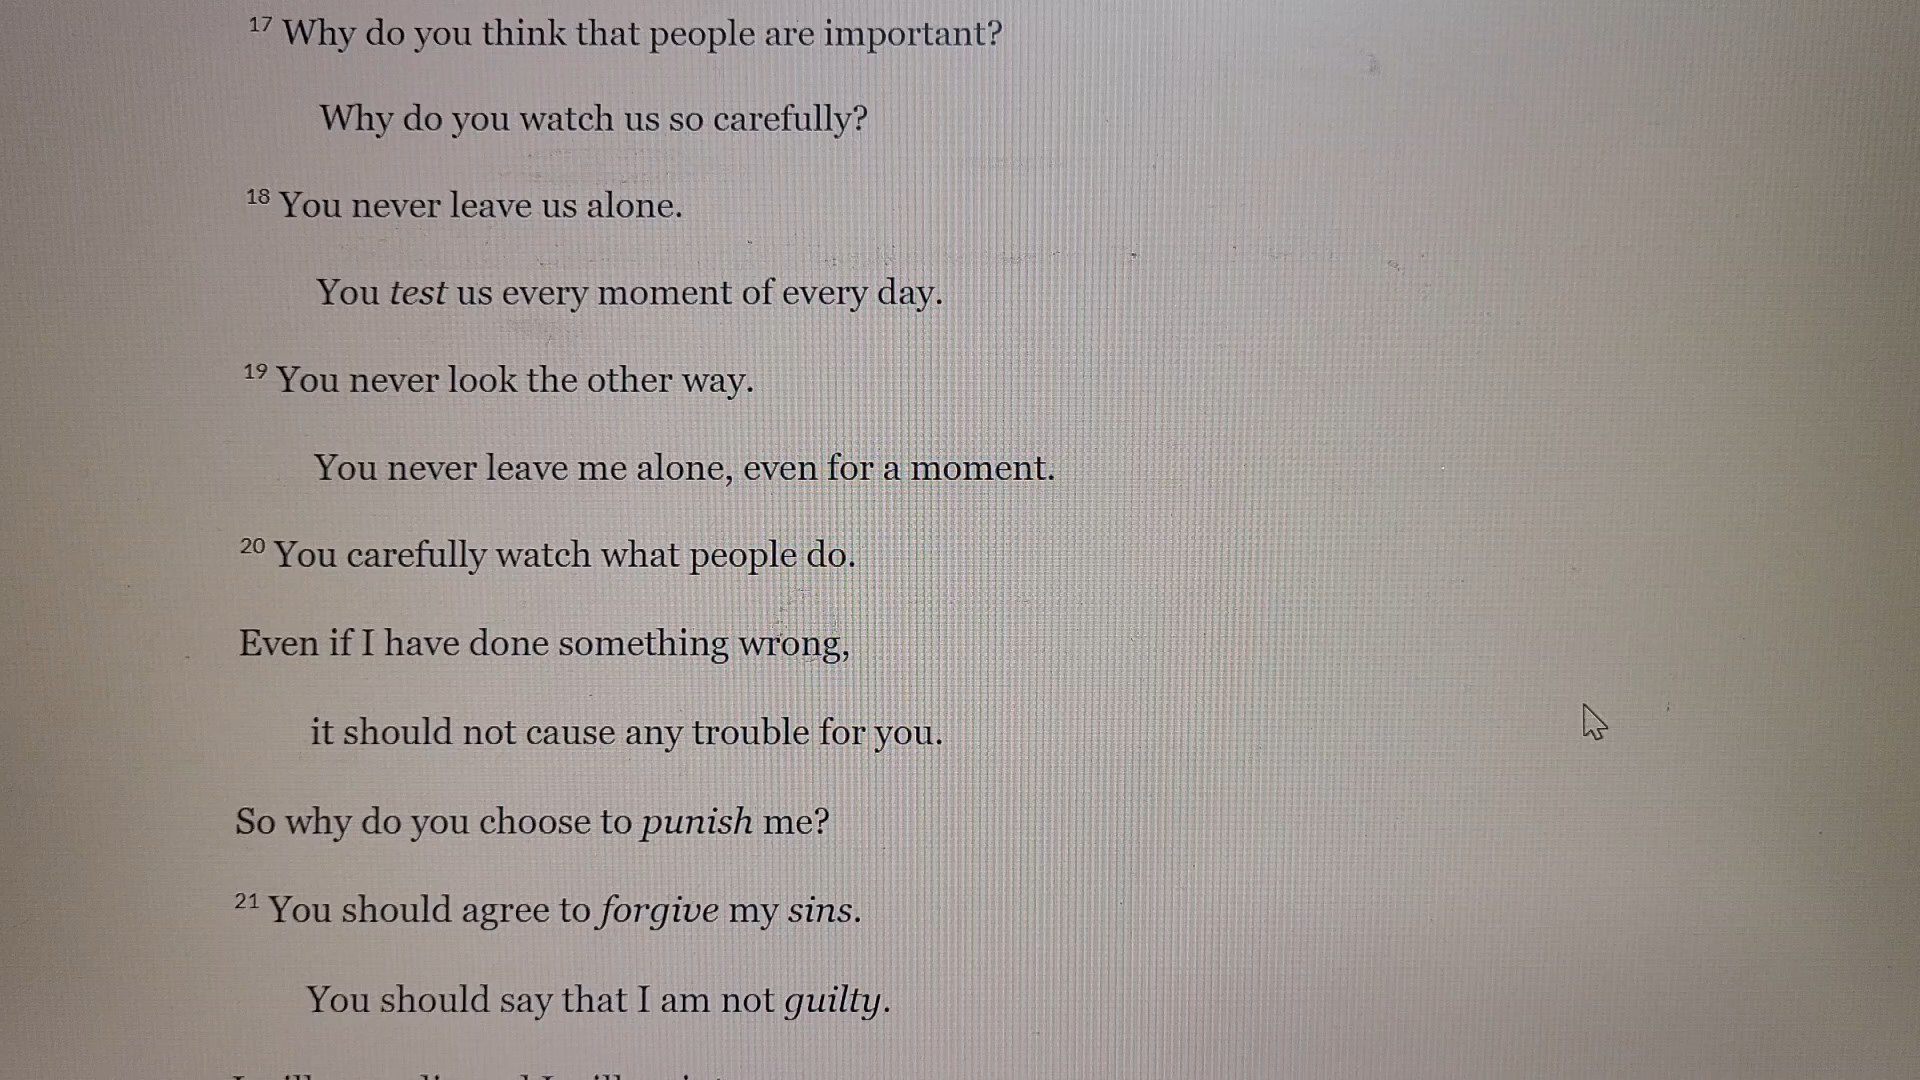 17 Why do you think that people are important?
Why do you watch us so carefully?
18 You never leave us alone.
You test us every moment of every day.
19 You never look the other way.
You never leave me alone, even for a moment.
20 You carefully watch what people do.
Even if I have done something wrong,
it should not cause any trouble for you.
So why do you choose to punish me?
21 You should agree to forgive my sins.
You should say that I am not guilty.